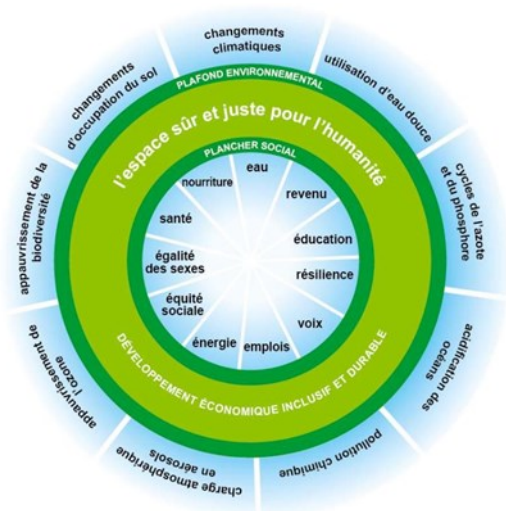 changements
climatiques
utilisation d'eau douce
cycles de l'azote
et du phosphore
acidification des
océans
pollution chimique
charge atmosphérique
en aérosols
appauvrissement de
l'ozone
appauvrissement de la
biodiversité
changements
d'occupation du sol
PLAFOND ENVIRONNEMENTAL
l'espace sûr et juste pour l'humanité
PLANCHER SOCIAL
eau
revenu
éducation
résilience
voix
emplois
énergie
équité
sociale
égalité
des sexes
santé
nourriture
DÉVELOPPEMENT ÉCONOMIQUE INCLUSIF ET DURABLE